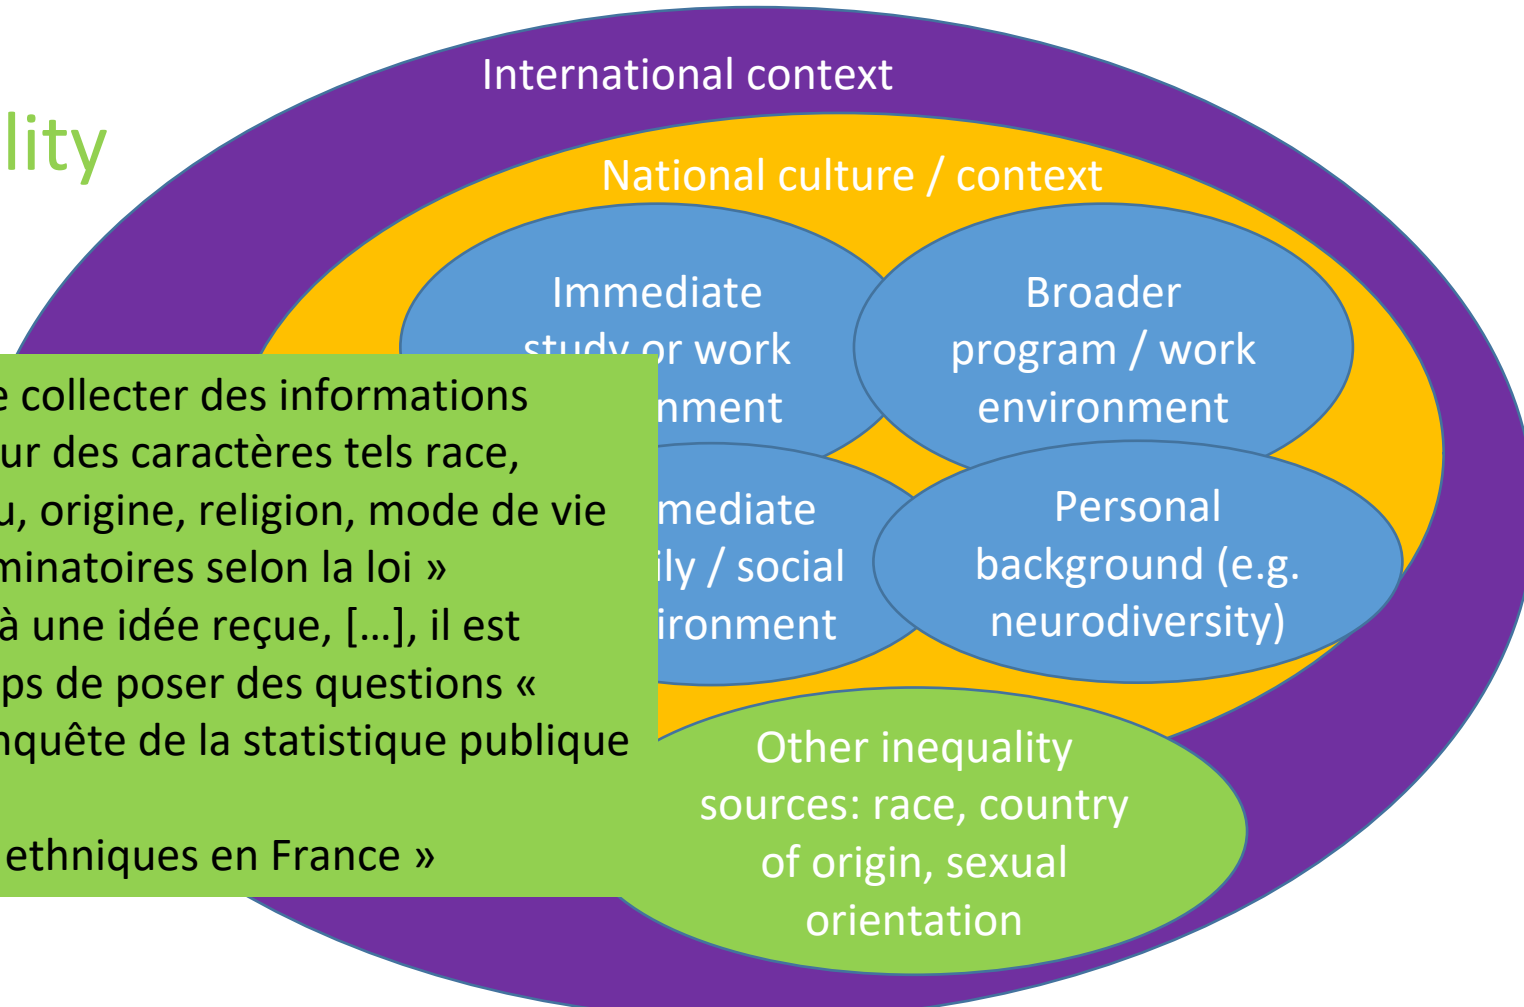 lity
International context
National culture / context
Immediate
study or work
nment
Broader
program / work
environment
e collecter des informations
ur des caractères tels race,
u, origine, religion, mode de vie
minatoires selon la loi »
à une idée reçue, [...], il est
ps de poser des questions «
nquête de la statistique publique
ethniques en France »
mediate
ily / social
ironment
Personal
background (e.g.
neurodiversity)
Other inequality
sources: race, country
of origin, sexual
orientation